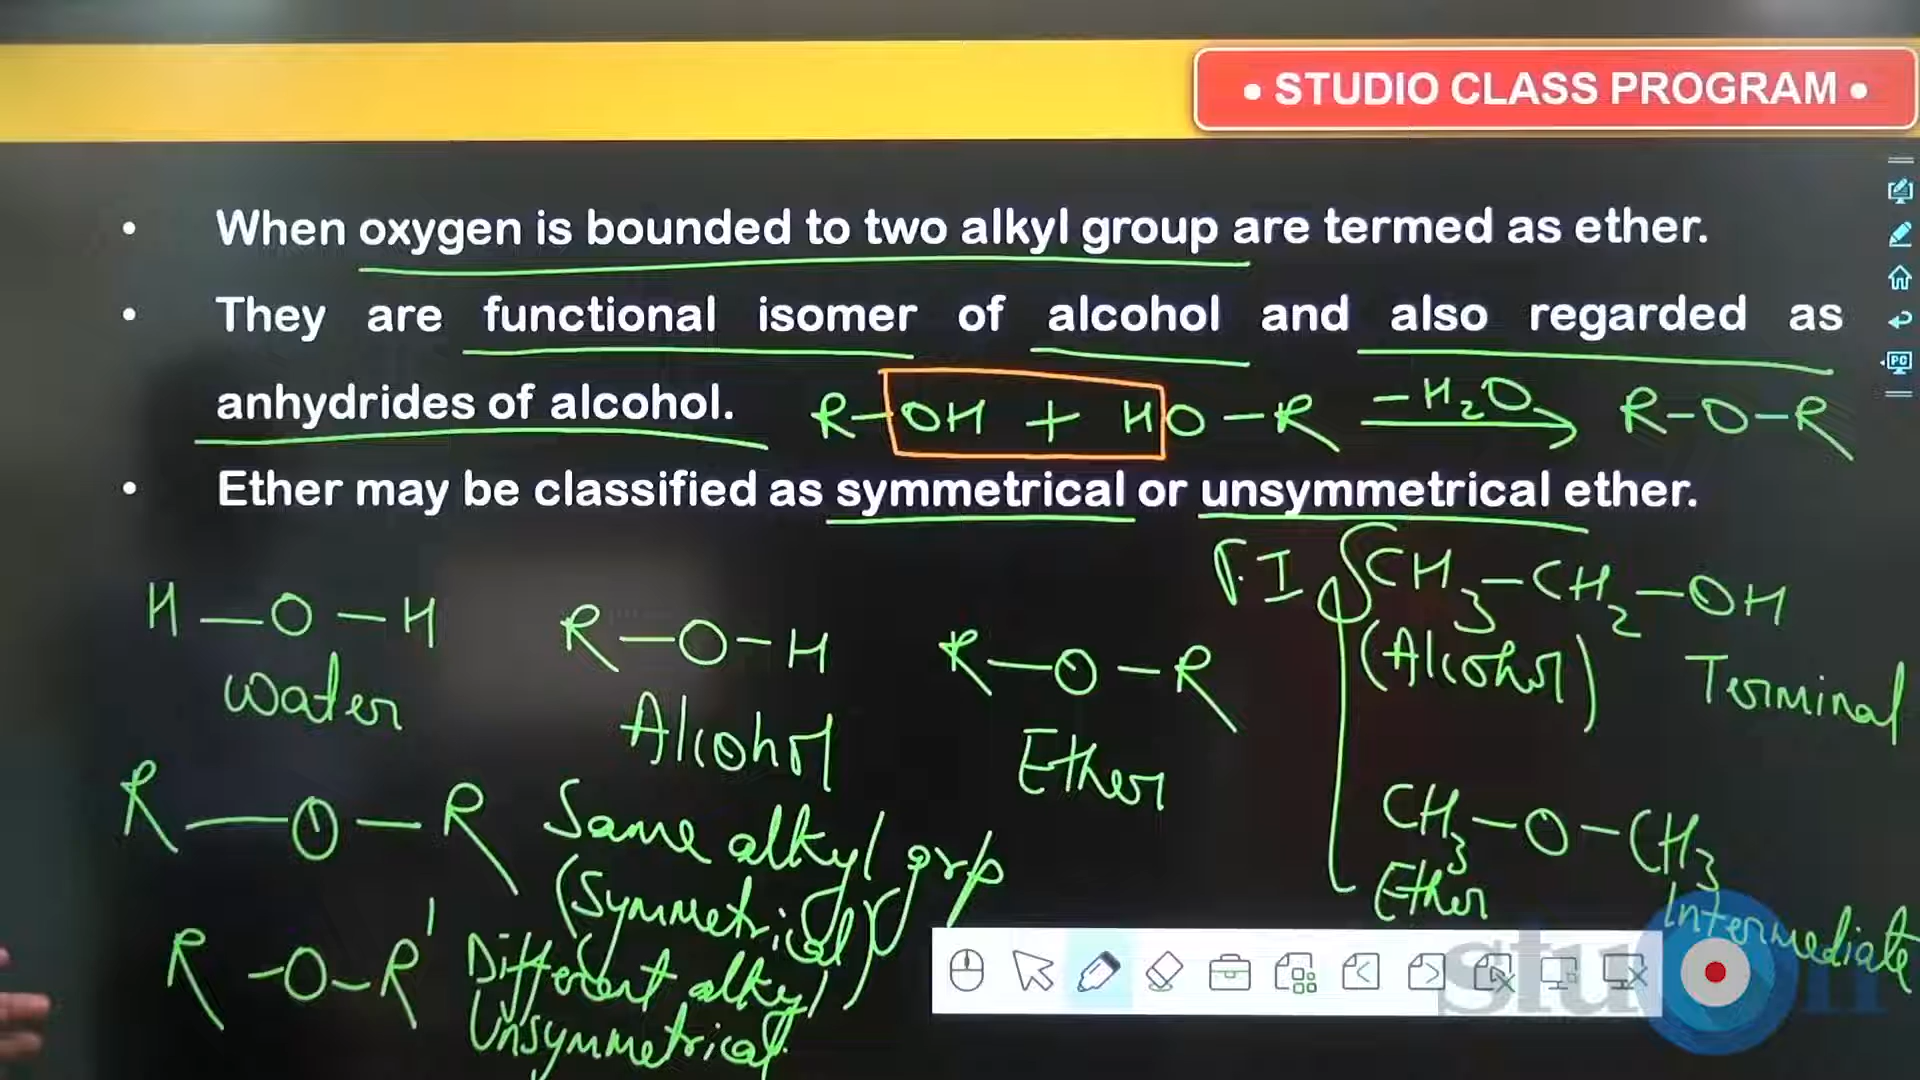 • STUDIO CLASS PROGRAM •
• When oxygen is bounded to two alkyl group are termed as ether.
• They are functional isomer of alcohol and also regarded as
anhydrides of alcohol.
R-OH + HO-R -H₂O → R-O-R
• Ether may be classified as symmetrical or unsymmetrical ether.
F.I
CH₃-CH₂-OH
(Alcohol) Terminal
H-O-H
water
R-O-H
Alcohol
R-O-R
Ether
CH₃-O-CH₃
Ether Intermediate
R-O-R Same alkyl grp
(Symmetrical)
R-O-R' Different alkyl
Unsymmetrical
PC